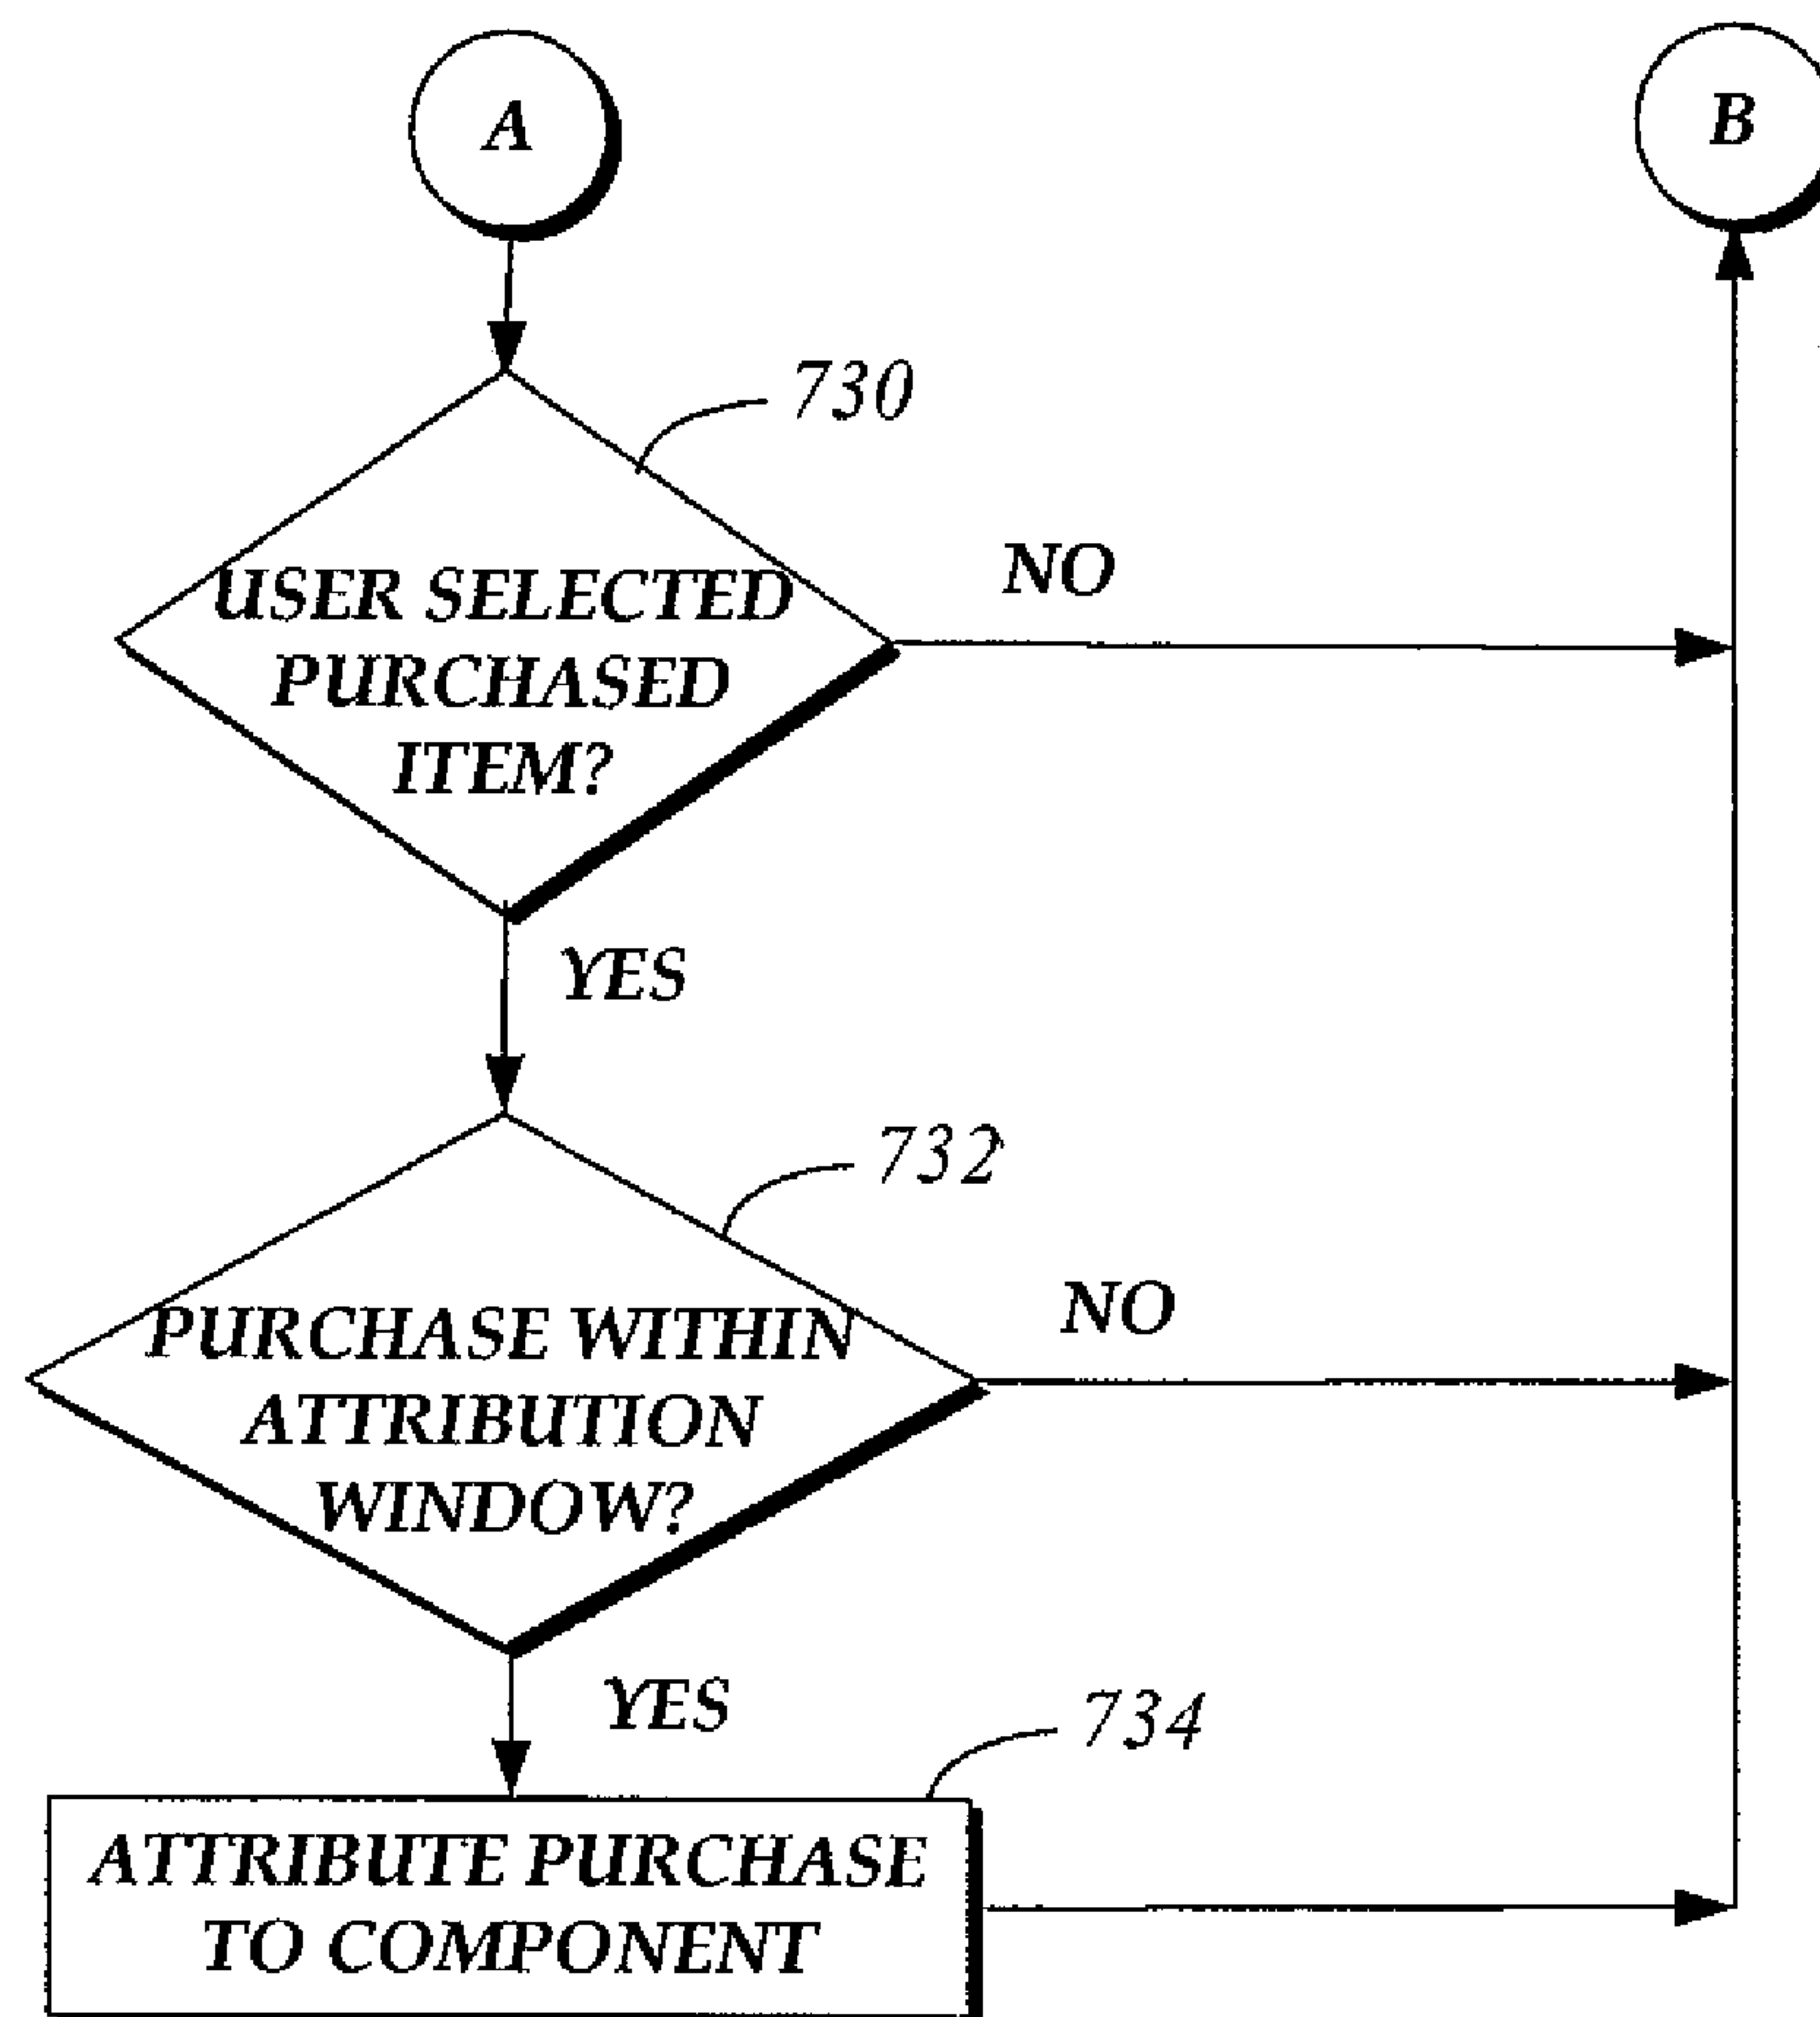 A
B
730
USER SELECTED
PURCHASED
ITEM?
NO
YES
732
PURCHASE WITHIN
ATTRIBUTION
WINDOW?
NO
YES
734
ATTRIBUTE PURCHASE
TO COMPONENT